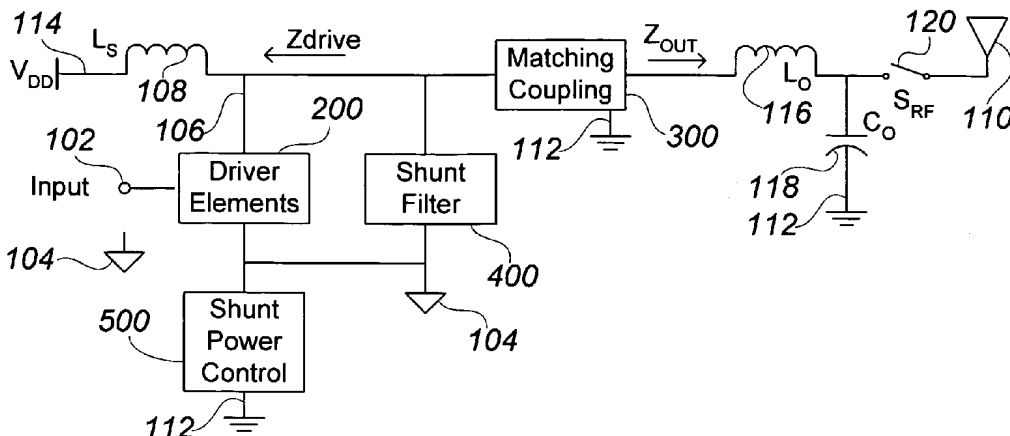 114
L_S
Zdrive
Z_OUT
120
V_DD
108
Matching
Coupling
L_O
116
S_RF
110
106
200
112
300
C_O
102
Input
Driver
Elements
Shunt
Filter
118
112
104
400
500
Shunt
Power
Control
104
112